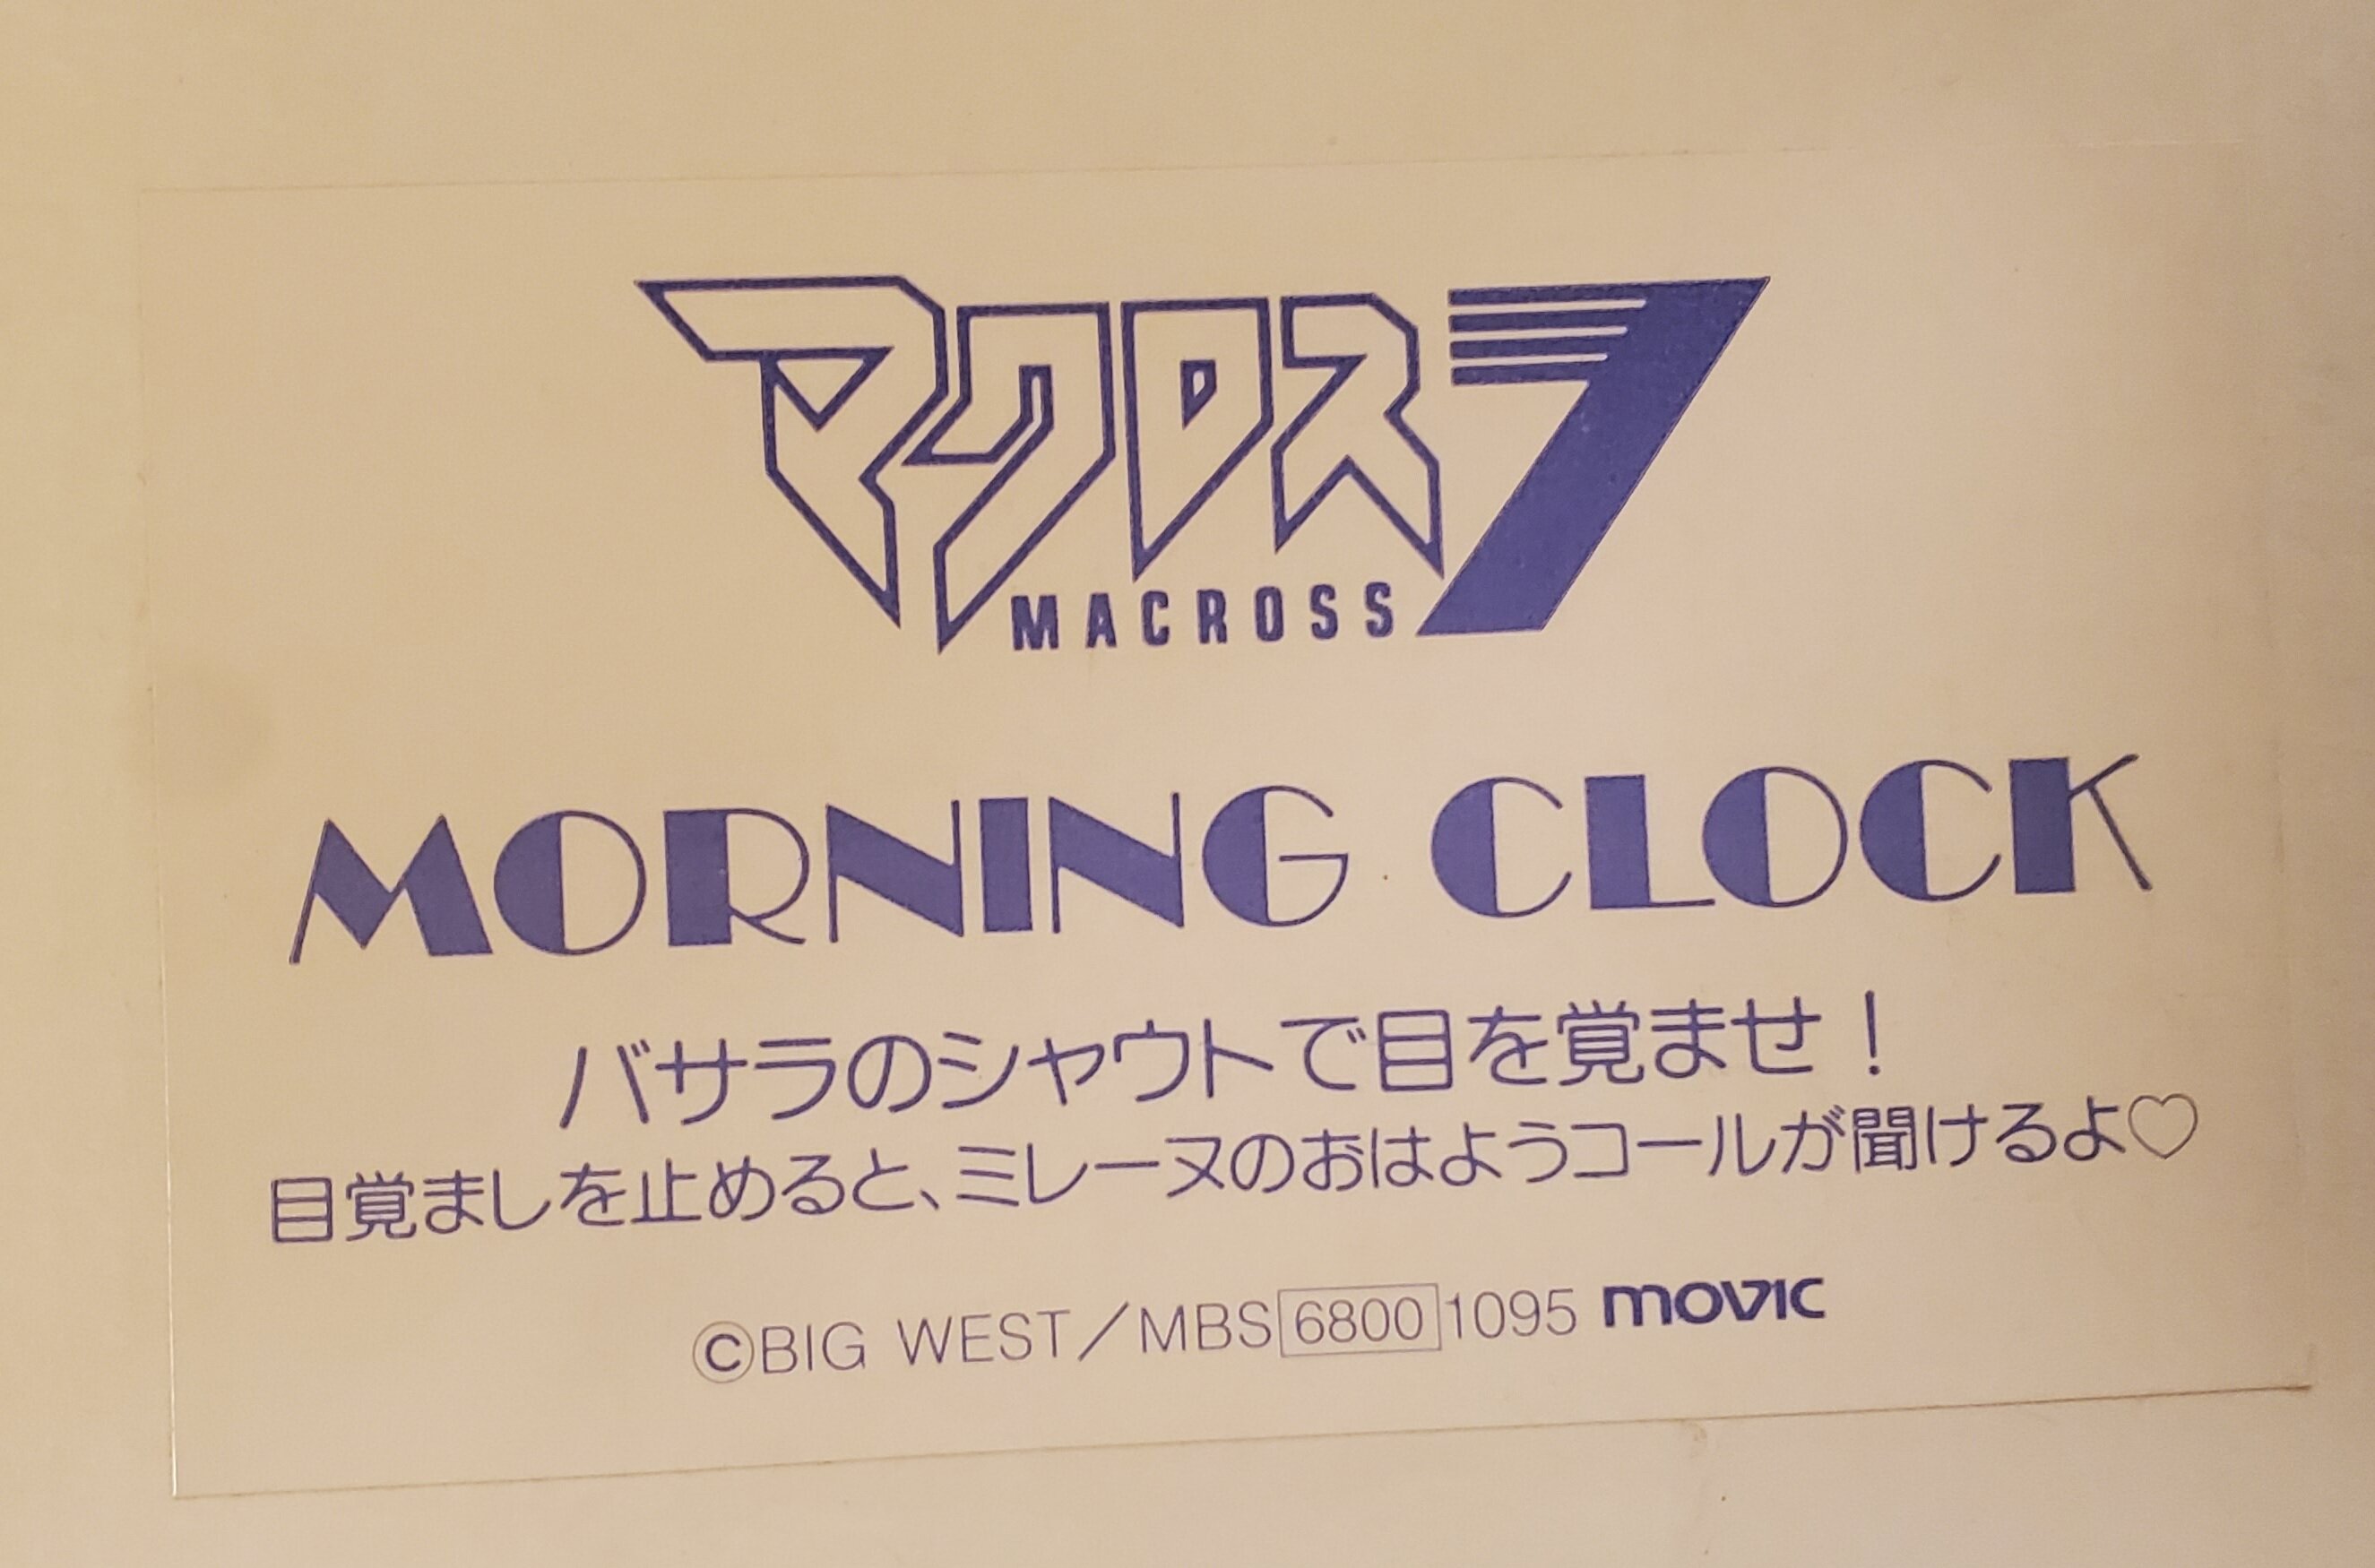 マクロス7
MACROSS
MORNING CLOCK
バサラのシャウトで目を覚ませ！
目覚ましを止めると、ミレーヌのおはようコールが聞けるよ♡
©BIG WEST／MBS 6800 1095 movic